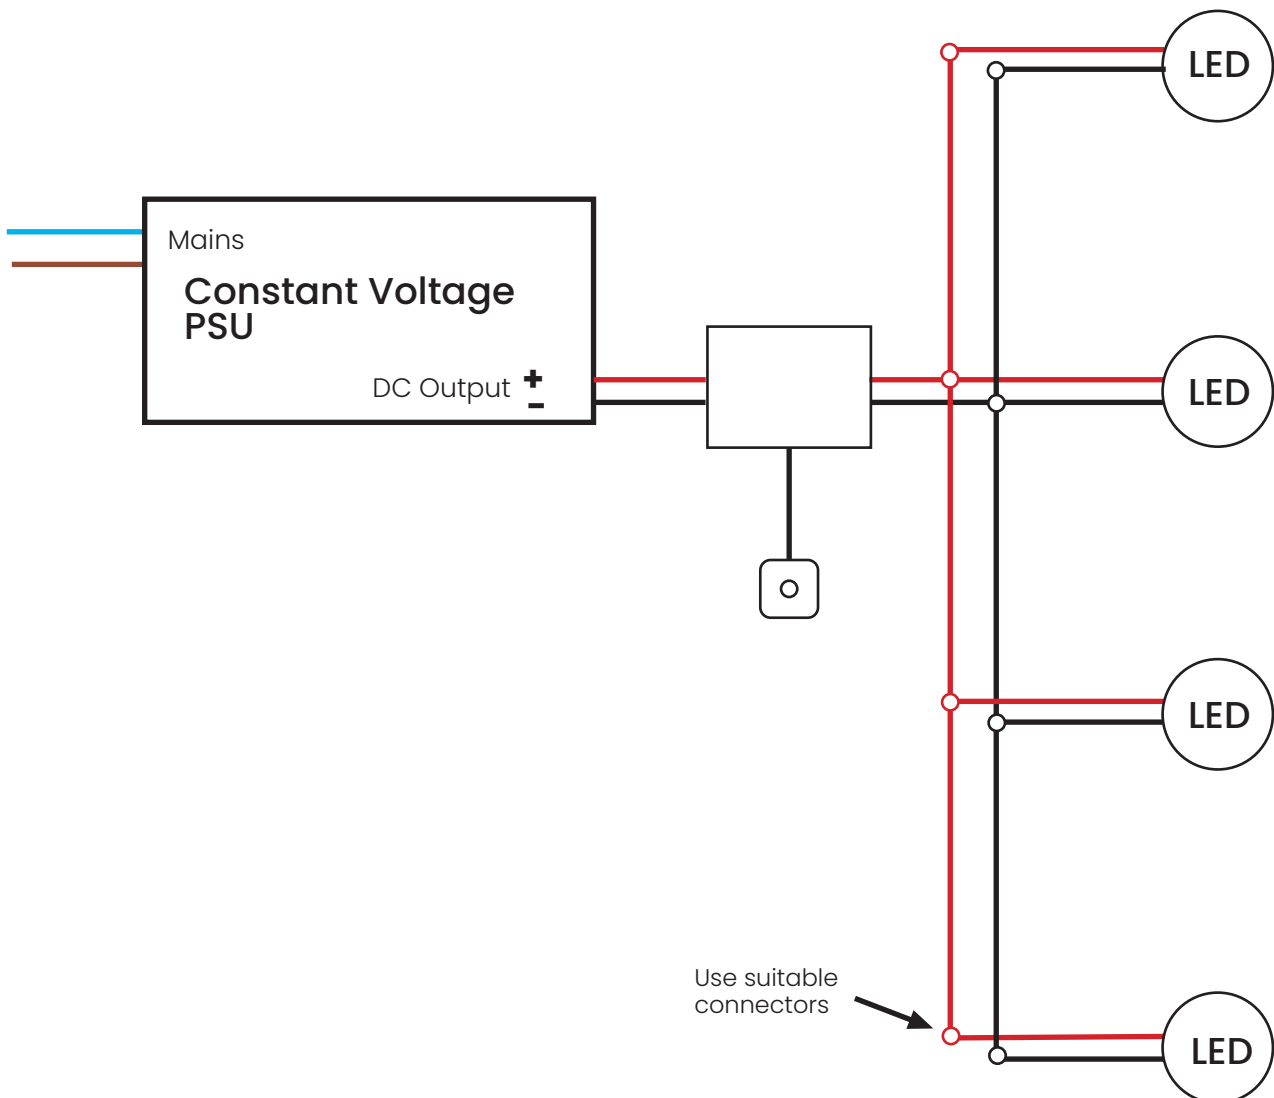 LED
Mains
Constant Voltage
PSU
DC Output + -
LED
LED
Use suitable
connectors
LED